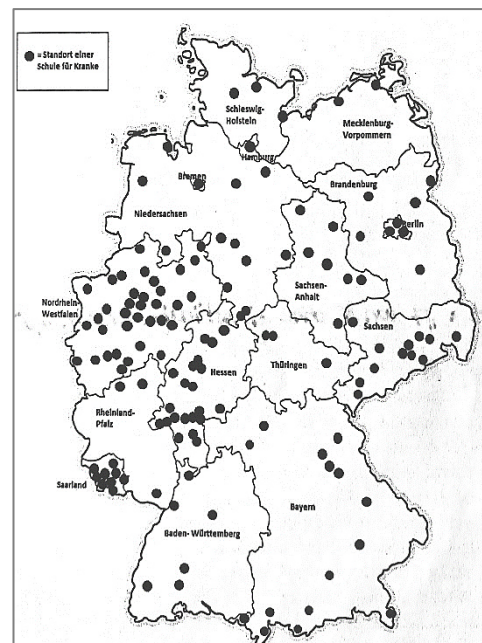 = Standort einer
Schule für Kranke
Schleswig-
Holstein
Mecklenburg-
Vorpommern
Hamburg
Bremen
Brandenburg
Berlin
Niedersachsen
Sachsen-
Anhalt
Nordrhein-
Westfalen
Sachsen
Hessen
Thüringen
Rheinland-
Pfalz
Saarland
Bayern
Baden-Württemberg